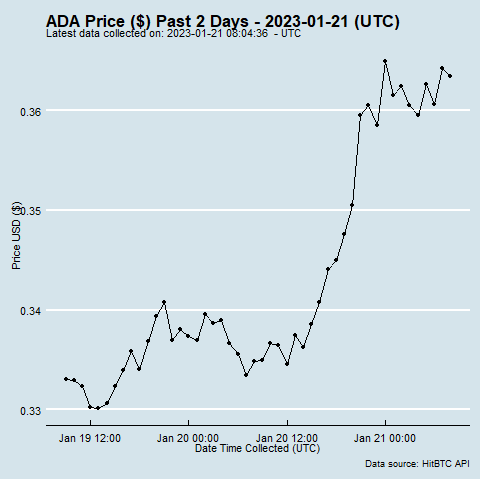 ADA Price ($) Past 2 Days - 2023-01-21 (UTC)
Latest data collected on: 2023-01-21 08:04:36  - UTC
0.36
0.35
Price USD ($)
0.34
0.33
Jan 19 12:00
Jan 20 00:00
Jan 20 12:00
Jan 21 00:00
Date Time Collected (UTC)
Data source: HitBTC API